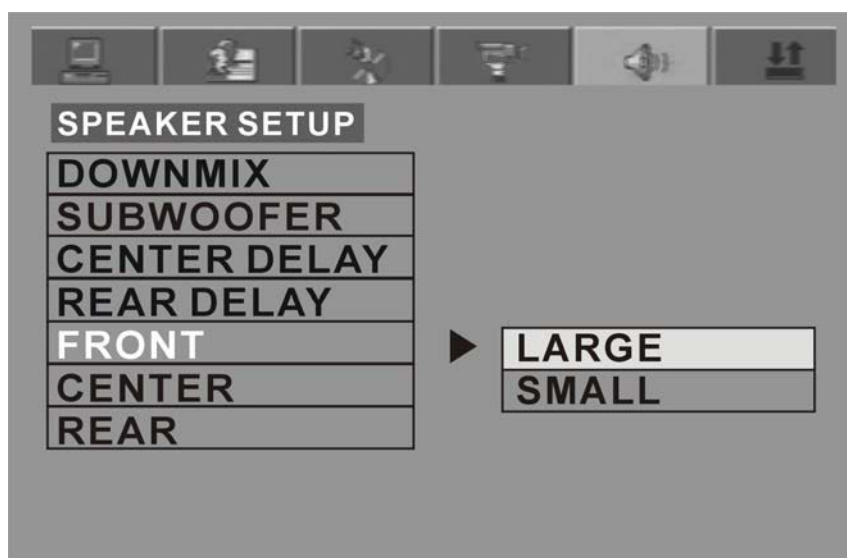 SPEAKER SETUP
DOWNMIX
SUBWOOFER
CENTER DELAY
REAR DELAY
FRONT
LARGE
CENTER
SMALL
REAR